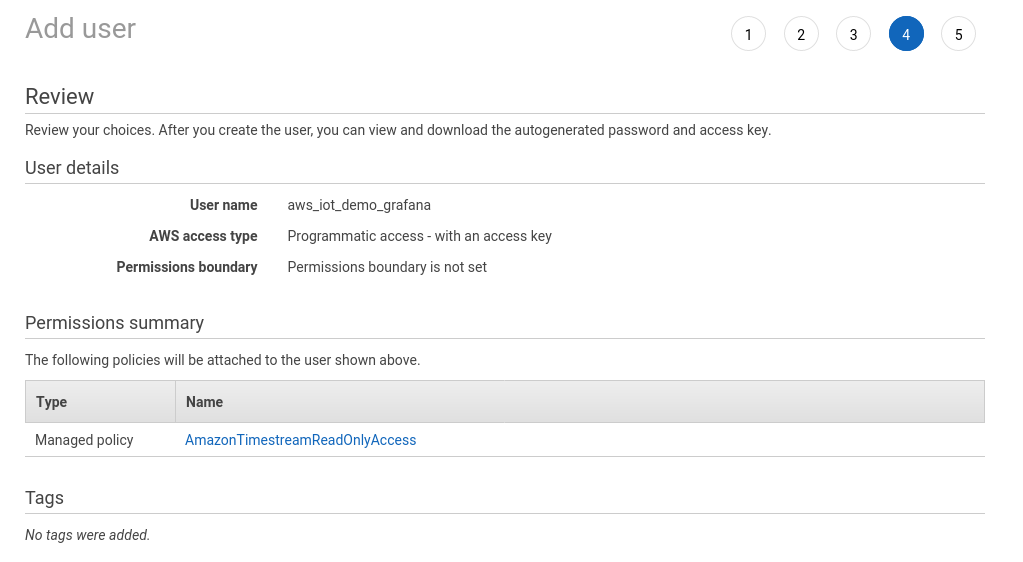 Add user
1 2 3 4 5
Review
Review your choices. After you create the user, you can view and download the autogenerated password and access key.
User details
User name aws_iot_demo_grafana
AWS access type Programmatic access - with an access key
Permissions boundary Permissions boundary is not set
Permissions summary
The following policies will be attached to the user shown above.
Type Name
Managed policy AmazonTimestreamReadOnlyAccess
Tags
No tags were added.